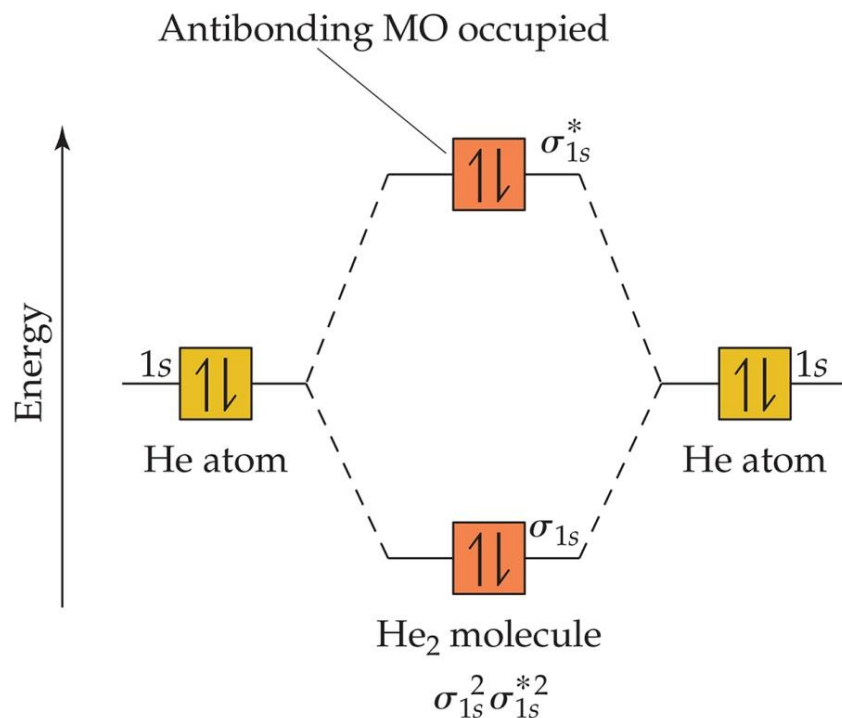 Antibonding MO occupied
σ*1s
Energy
1s
1s
He atom
He atom
σ1s
He₂ molecule
σ1s²σ*1s²